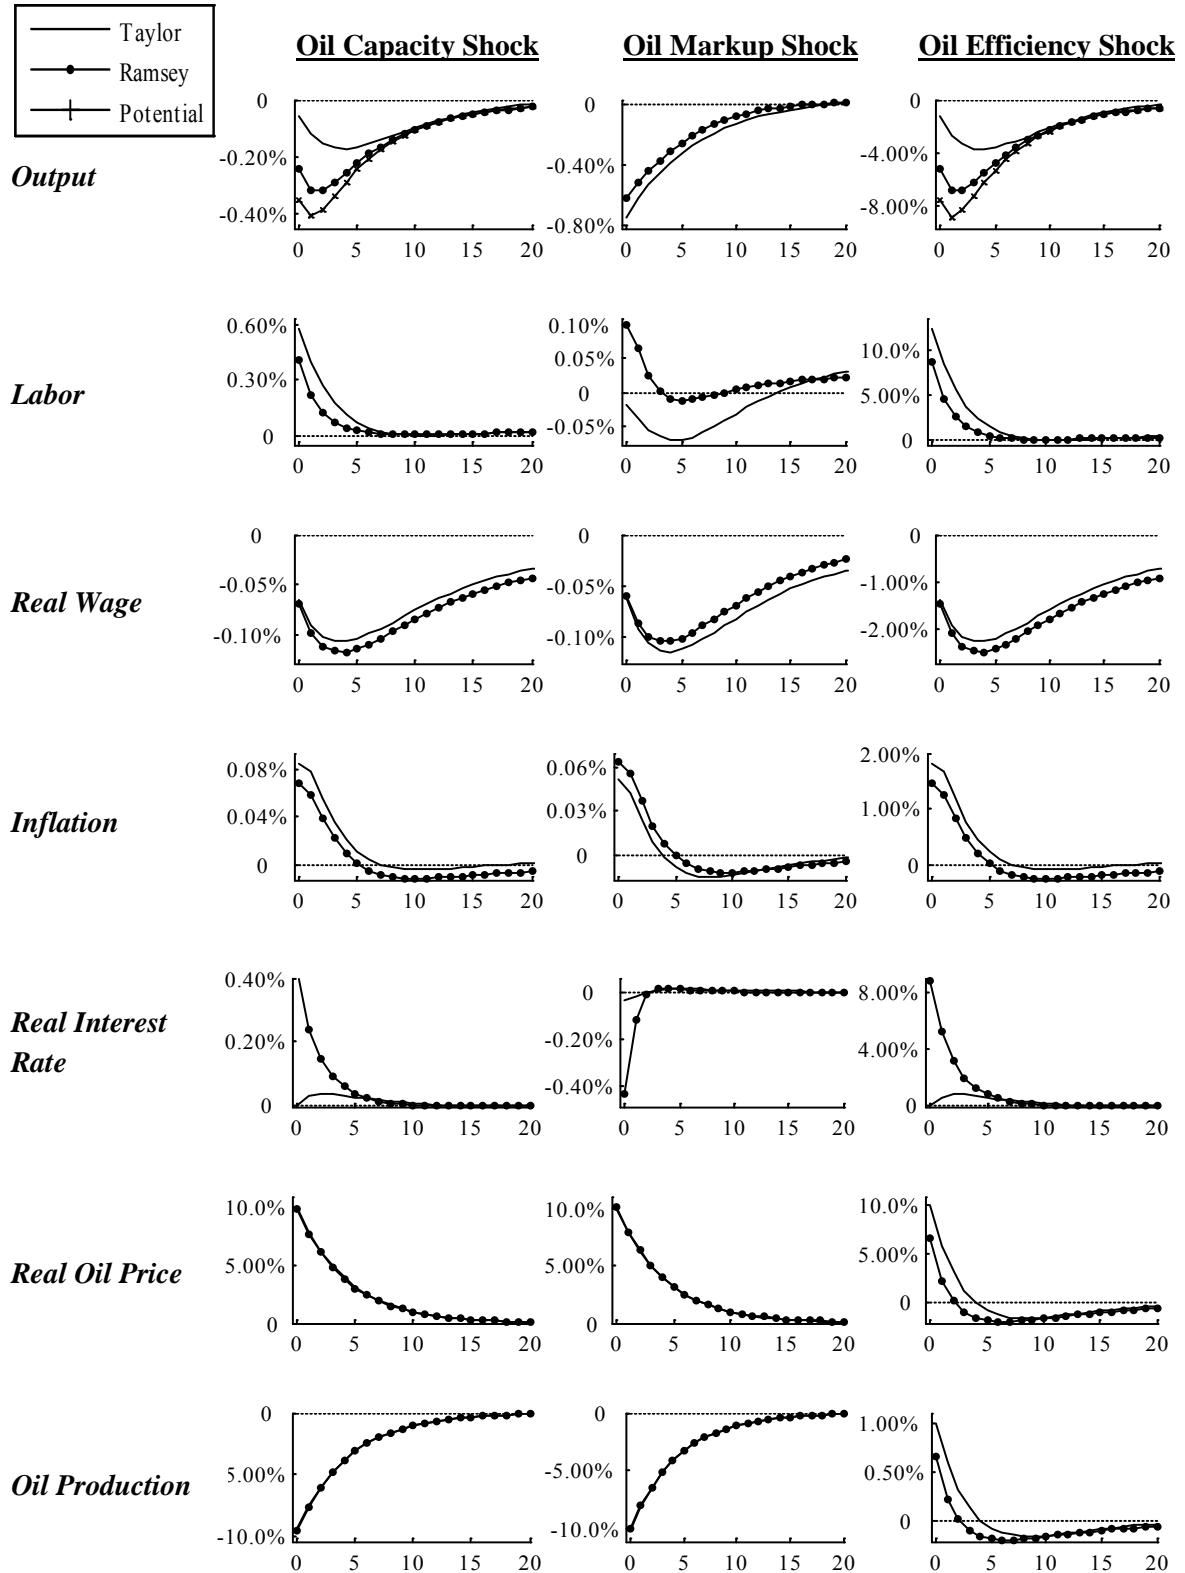 Taylor
Ramsey
Potential
Oil Capacity Shock
Oil Markup Shock
Oil Efficiency Shock
Output
0
-0.20%
-0.40%
0 5 10 15 20
0
-0.40%
-0.80%
0 5 10 15 20
0
-4.00%
-8.00%
0 5 10 15 20
Labor
0.60%
0.30%
0
0 5 10 15 20
0.10%
0.05%
0
-0.05%
0 5 10 15 20
10.0%
5.00%
0
0 5 10 15 20
Real Wage
0
-0.05%
-0.10%
0 5 10 15 20
0
-0.05%
-0.10%
0 5 10 15 20
0
-1.00%
-2.00%
0 5 10 15 20
Inflation
0.08%
0.04%
0
0 5 10 15 20
0.06%
0.03%
0
0 5 10 15 20
2.00%
1.00%
0
0 5 10 15 20
Real Interest
Rate
0.40%
0.20%
0
0 5 10 15 20
0
-0.20%
-0.40%
0 5 10 15 20
8.00%
4.00%
0
0 5 10 15 20
Real Oil Price
10.0%
5.00%
0
0 5 10 15 20
10.0%
5.00%
0
0 5 10 15 20
10.0%
5.00%
0
0 5 10 15 20
Oil Production
0
5.00%
-10.0%
0 5 10 15 20
0
-5.00%
-10.0%
0 5 10 15 20
1.00%
0.50%
0
0 5 10 15 20